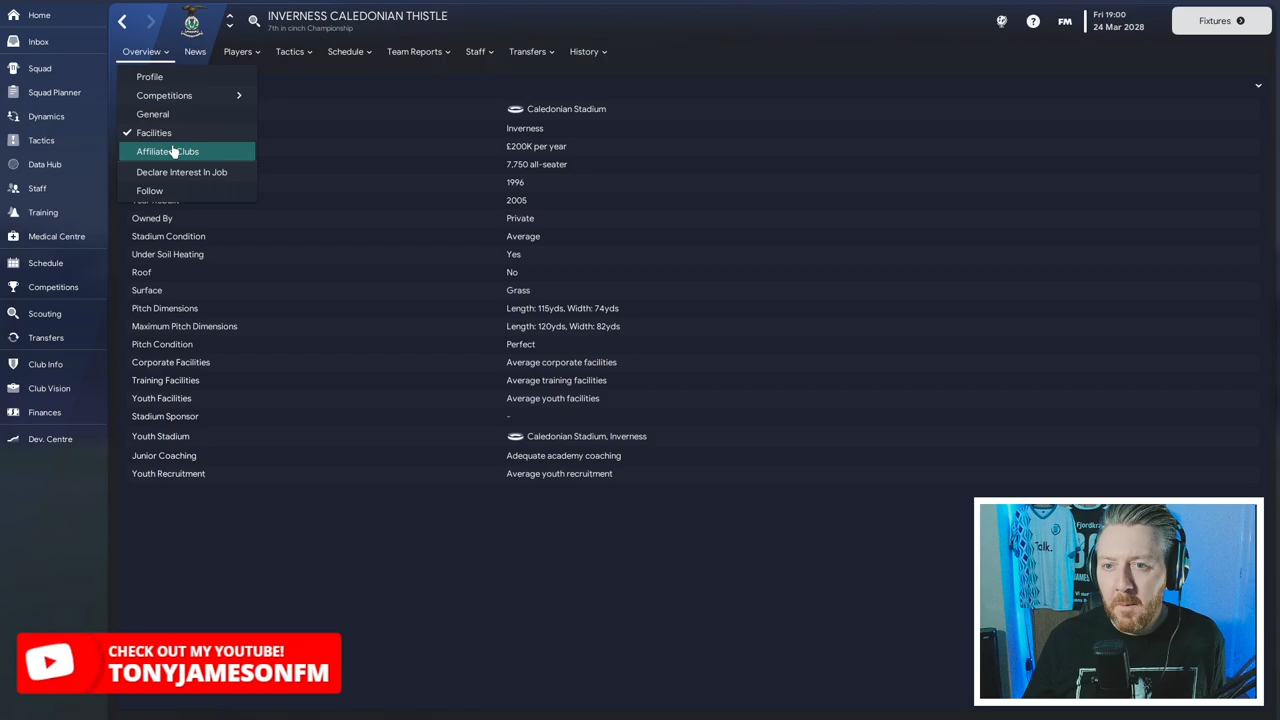 Home
Inbox
Squad
Squad Planner
Dynamics
Tactics
Data Hub
Staff
Training
Medical Centre
Schedule
Competitions
Scouting
Transfers
Club Info
Club Vision
Finances
Dev. Centre
INVERNESS CALEDONIAN THISTLE
7th in cinch Championship
FM
Fri 19:00
24 Mar 2028
Fixtures
Overview
News
Players
Tactics
Schedule
Team Reports
Staff
Transfers
History
Profile
Competitions
General
Facilities
Affiliated Clubs
Declare Interest In Job
Follow
Caledonian Stadium
Inverness
£200K per year
7,750 all-seater
1996
2005
Owned By Private
Stadium Condition Average
Under Soil Heating Yes
Roof No
Surface Grass
Pitch Dimensions Length: 115yds, Width: 74yds
Maximum Pitch Dimensions Length: 120yds, Width: 82yds
Pitch Condition Perfect
Corporate Facilities Average corporate facilities
Training Facilities Average training facilities
Youth Facilities Average youth facilities
Stadium Sponsor -
Youth Stadium Caledonian Stadium, Inverness
Junior Coaching Adequate academy coaching
Youth Recruitment Average youth recruitment
CHECK OUT MY YOUTUBE!
TONYJAMESONFM
Talk.
Fjordkra